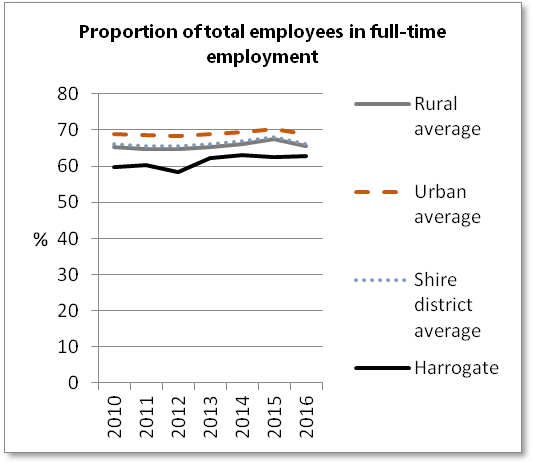 Proportion of total employees in full-time
employment
80
70
60
50
40
30
20
10
0
%
2010
2011
2012
2013
2014
2015
2016
Rural
average
Urban
average
Shire
district
average
Harrogate